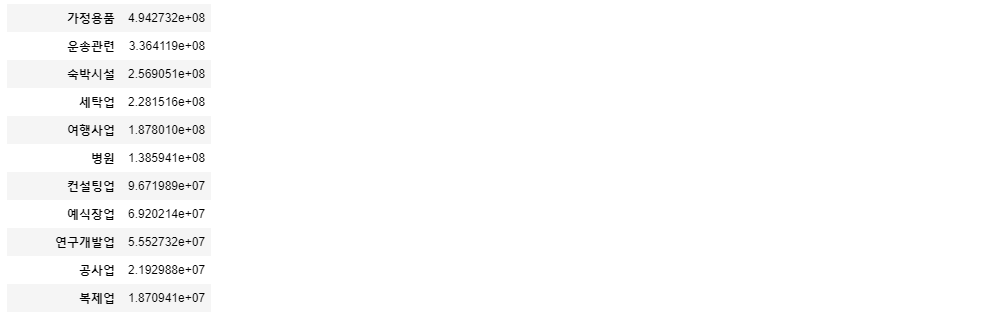 가정용품 4.942732e+08
운송관련 3.364119e+08
숙박시설 2.569051e+08
세탁업 2.281516e+08
여행사업 1.878010e+08
병원 1.385941e+08
컨설팅업 9.671989e+07
예식장업 6.920214e+07
연구개발업 5.552732e+07
공사업 2.192988e+07
복제업 1.870941e+07